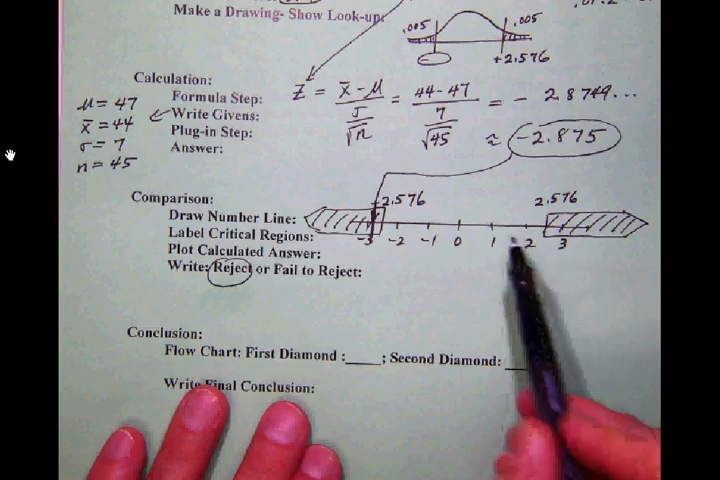 Make a Drawing- Show Look-up:
.005 .005
− +2.576
Calculation:
Formula Step:
Write Givens:
Plug-in Step:
Answer:
μ = 47
x̄ = 44
σ = 7
n = 45
Z = x̄ - μ / σ / √n = 44 - 47 / 7 / √45 = - 2.8749...
≈ -2.875
Comparison:
-2.576 2.576
Draw Number Line:
Label Critical Regions:
-3 -2 -1 0 1 2 3
Plot Calculated Answer:
Write: Reject or Fail to Reject:
Conclusion:
Flow Chart: First Diamond :____; Second Diamond: __
Write Final Conclusion: